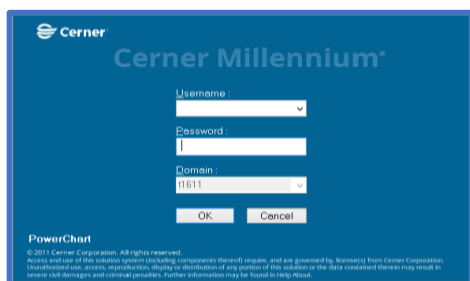 Cerner
Cerner Millennium®
Username :
Password :
Domain :
t1611
OK Cancel
PowerChart
© 2011 Cerner Corporation. All rights reserved.
Access and use of this solution system (including components thereof) require, and are governed by, license(s) from Cerner Corporation.
Unauthorized use, access, reproduction, display or distribution of any portion of this solution or the data contained therein may result in
severe civil damages and criminal penalties. Further information may be found in Help About.